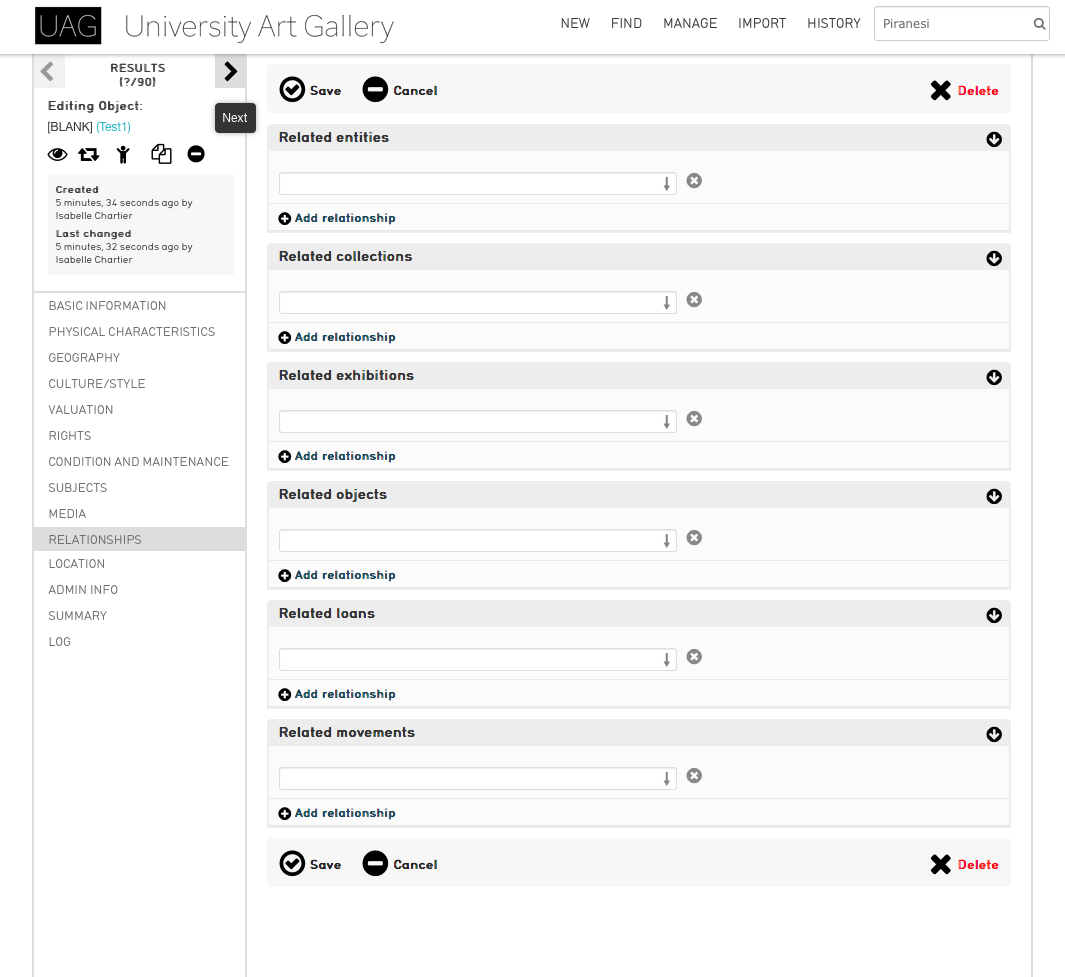 UAG University Art Gallery NEW FIND MANAGE IMPORT HISTORY Piranesi
RESULTS
(?/90)
Next
Editing Object:
[BLANK] (Test1)
Created
5 minutes, 34 seconds ago by
Isabelle Chartier
Last changed
5 minutes, 32 seconds ago by
Isabelle Chartier
BASIC INFORMATION
PHYSICAL CHARACTERISTICS
GEOGRAPHY
CULTURE/STYLE
VALUATION
RIGHTS
CONDITION AND MAINTENANCE
SUBJECTS
MEDIA
RELATIONSHIPS
LOCATION
ADMIN INFO
SUMMARY
LOG
Save Cancel Delete
Related entities
Add relationship
Related collections
Add relationship
Related exhibitions
Add relationship
Related objects
Add relationship
Related loans
Add relationship
Related movements
Add relationship
Save Cancel Delete